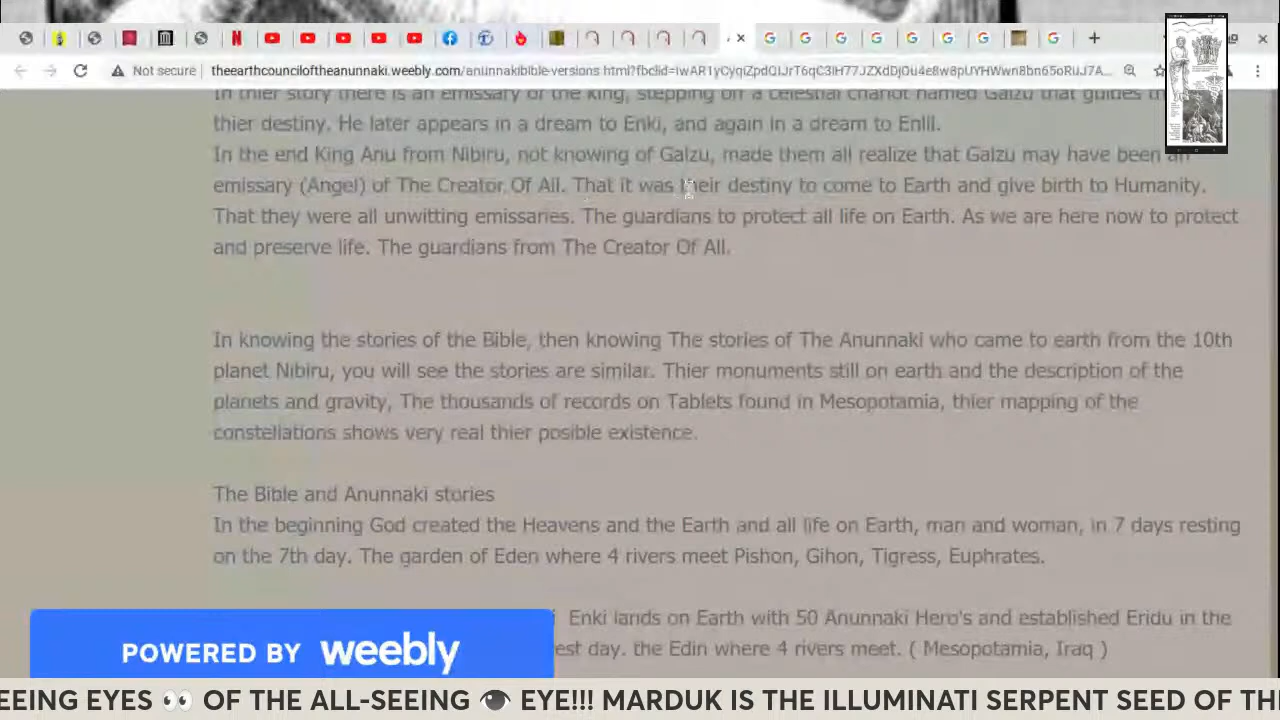 Not secure
theearthcounciloftheanunnaki.weebly.com/anunnaki
In thier story there is an Emissary of the King, stepping off a celestial chariot named Galzu that guides
thier destiny. He later appears in a dream to Enki, and again in a dream to Enlil.
In the end King Anu from Nibiru, not knowing of Galzu, made them all realize that Galzu may have been an
emissary (Angel) of The Creator Of All. That it was their destiny to come to Earth and give birth to Humanity.
That they were all unwitting emissaries. The guardians to protect all life on Earth. As we are here now to protect
and preserve life. The guardians from The Creator Of All.
In knowing the stories of the Bible, then knowing The stories of The Anunnaki who came to earth from the 10th
planet Nibiru, you will see the stories are similar. Thier monuments still on earth and the description of the
planets and gravity, The thousands of records on Tablets found in Mesopotamia, thier mapping of the
constellations shows very real thier posible existence.
The Bible and Anunnaki stories
In the beginning God created the Heavens and the Earth and all life on Earth, man and woman, in 7 days resting
on the 7th day. The garden of Eden where 4 rivers meet Pishon, Gihon, Tigress, Euphrates.
Enki lands on Earth with 50 Anunnaki Hero's and established Eridu in the
est day. the Edin where 4 rivers meet. ( Mesopotamia, Iraq )
POWERED BY weebly
EEING EYES 👀 OF THE ALL-SEEING 👁 EYE!!! MARDUK IS THE ILLUMINATI SERPENT SEED OF TH